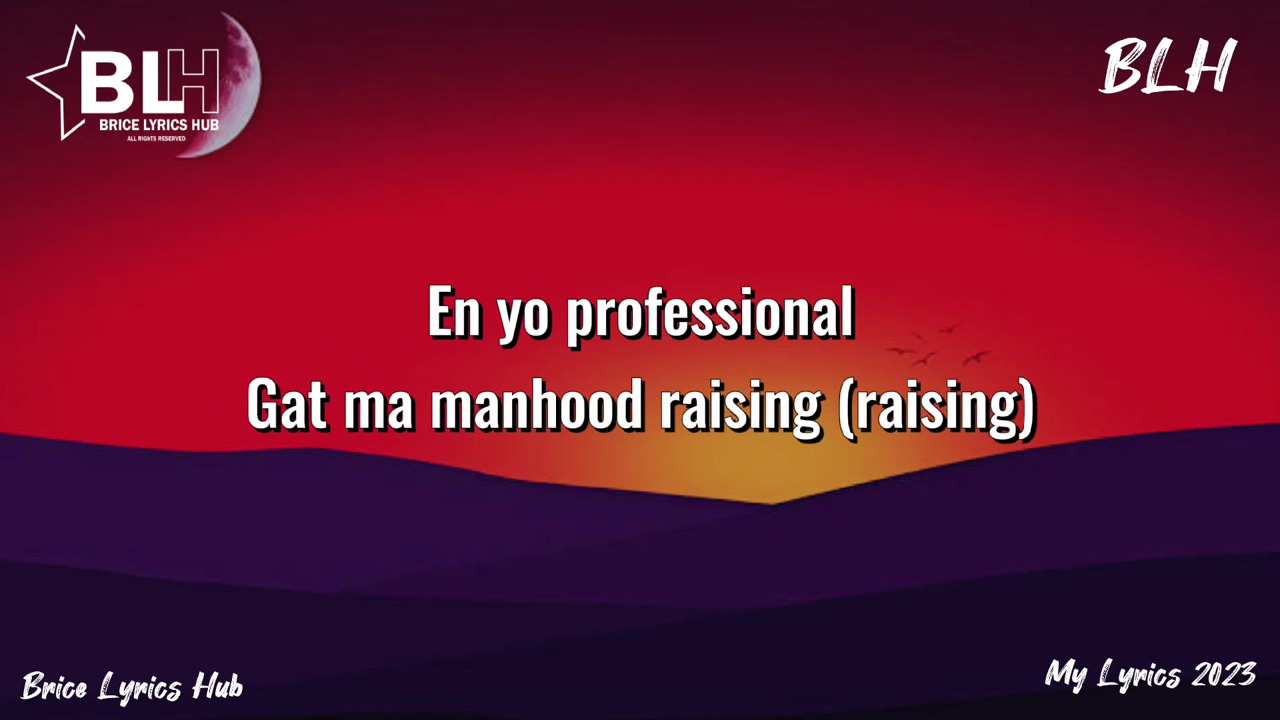 BLH
BRICE LYRICS HUB
ALL RIGHTS RESERVED
BLH
En yo professional
Gat ma manhood raising (raising)
Brice Lyrics Hub
My Lyrics 2023